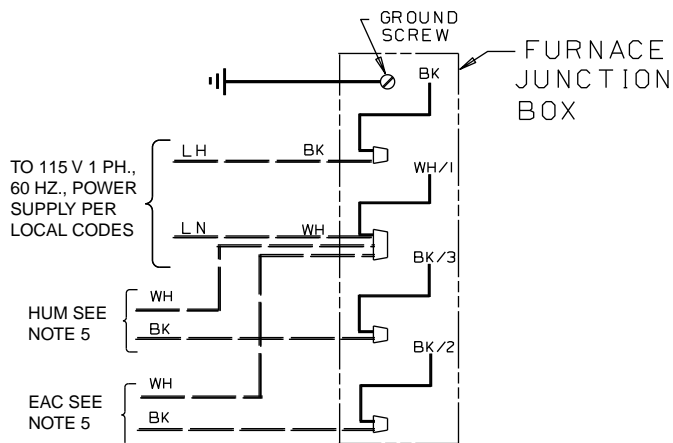 GROUND
SCREW
BK
FURNACE
JUNCTION
BOX
TO 115 V 1 PH.,
60 HZ., POWER
SUPPLY PER
LOCAL CODES
LH
BK
WH/1
LN
WH
BK/3
HUM SEE
NOTE 5
WH
BK
BK/2
EAC SEE
NOTE 5
WH
BK